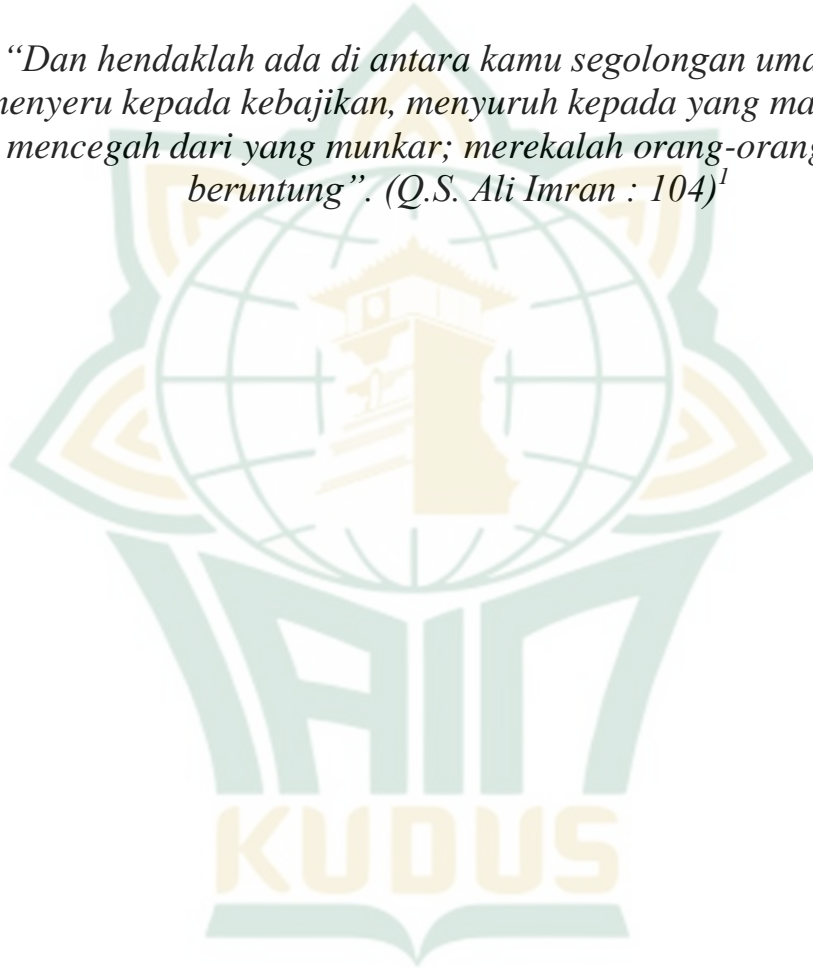 “Dan hendaklah ada di antara kamu segolongan uma
menyeru kepada kebajikan, menyuruh kepada yang ma
mencegah dari yang munkar; merekalah orang-orang
beruntung”. (Q.S. Ali Imran : 104)1
IAIN
KUDUS